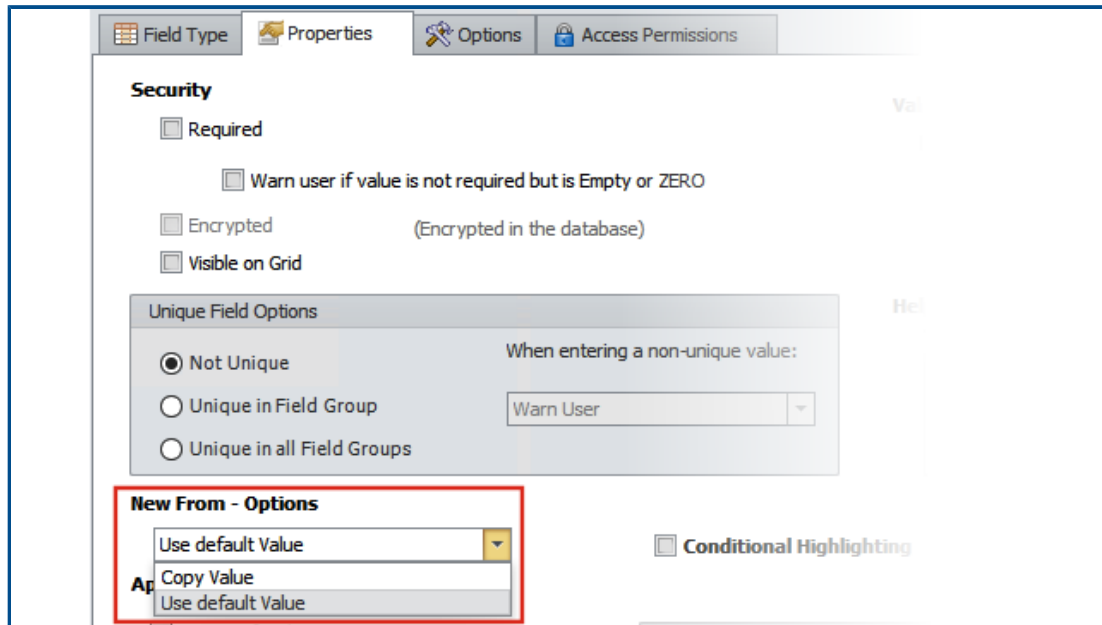 Field Type Properties Options Access Permissions
Security
Required
Warn user if value is not required but is Empty or ZERO
Encrypted (Encrypted in the database)
Visible on Grid
Unique Field Options
Not Unique When entering a non-unique value:
Unique in Field Group Warn User
Unique in all Field Groups
New From - Options
Use default Value Conditional Highlighting
Copy Value
Use default Value